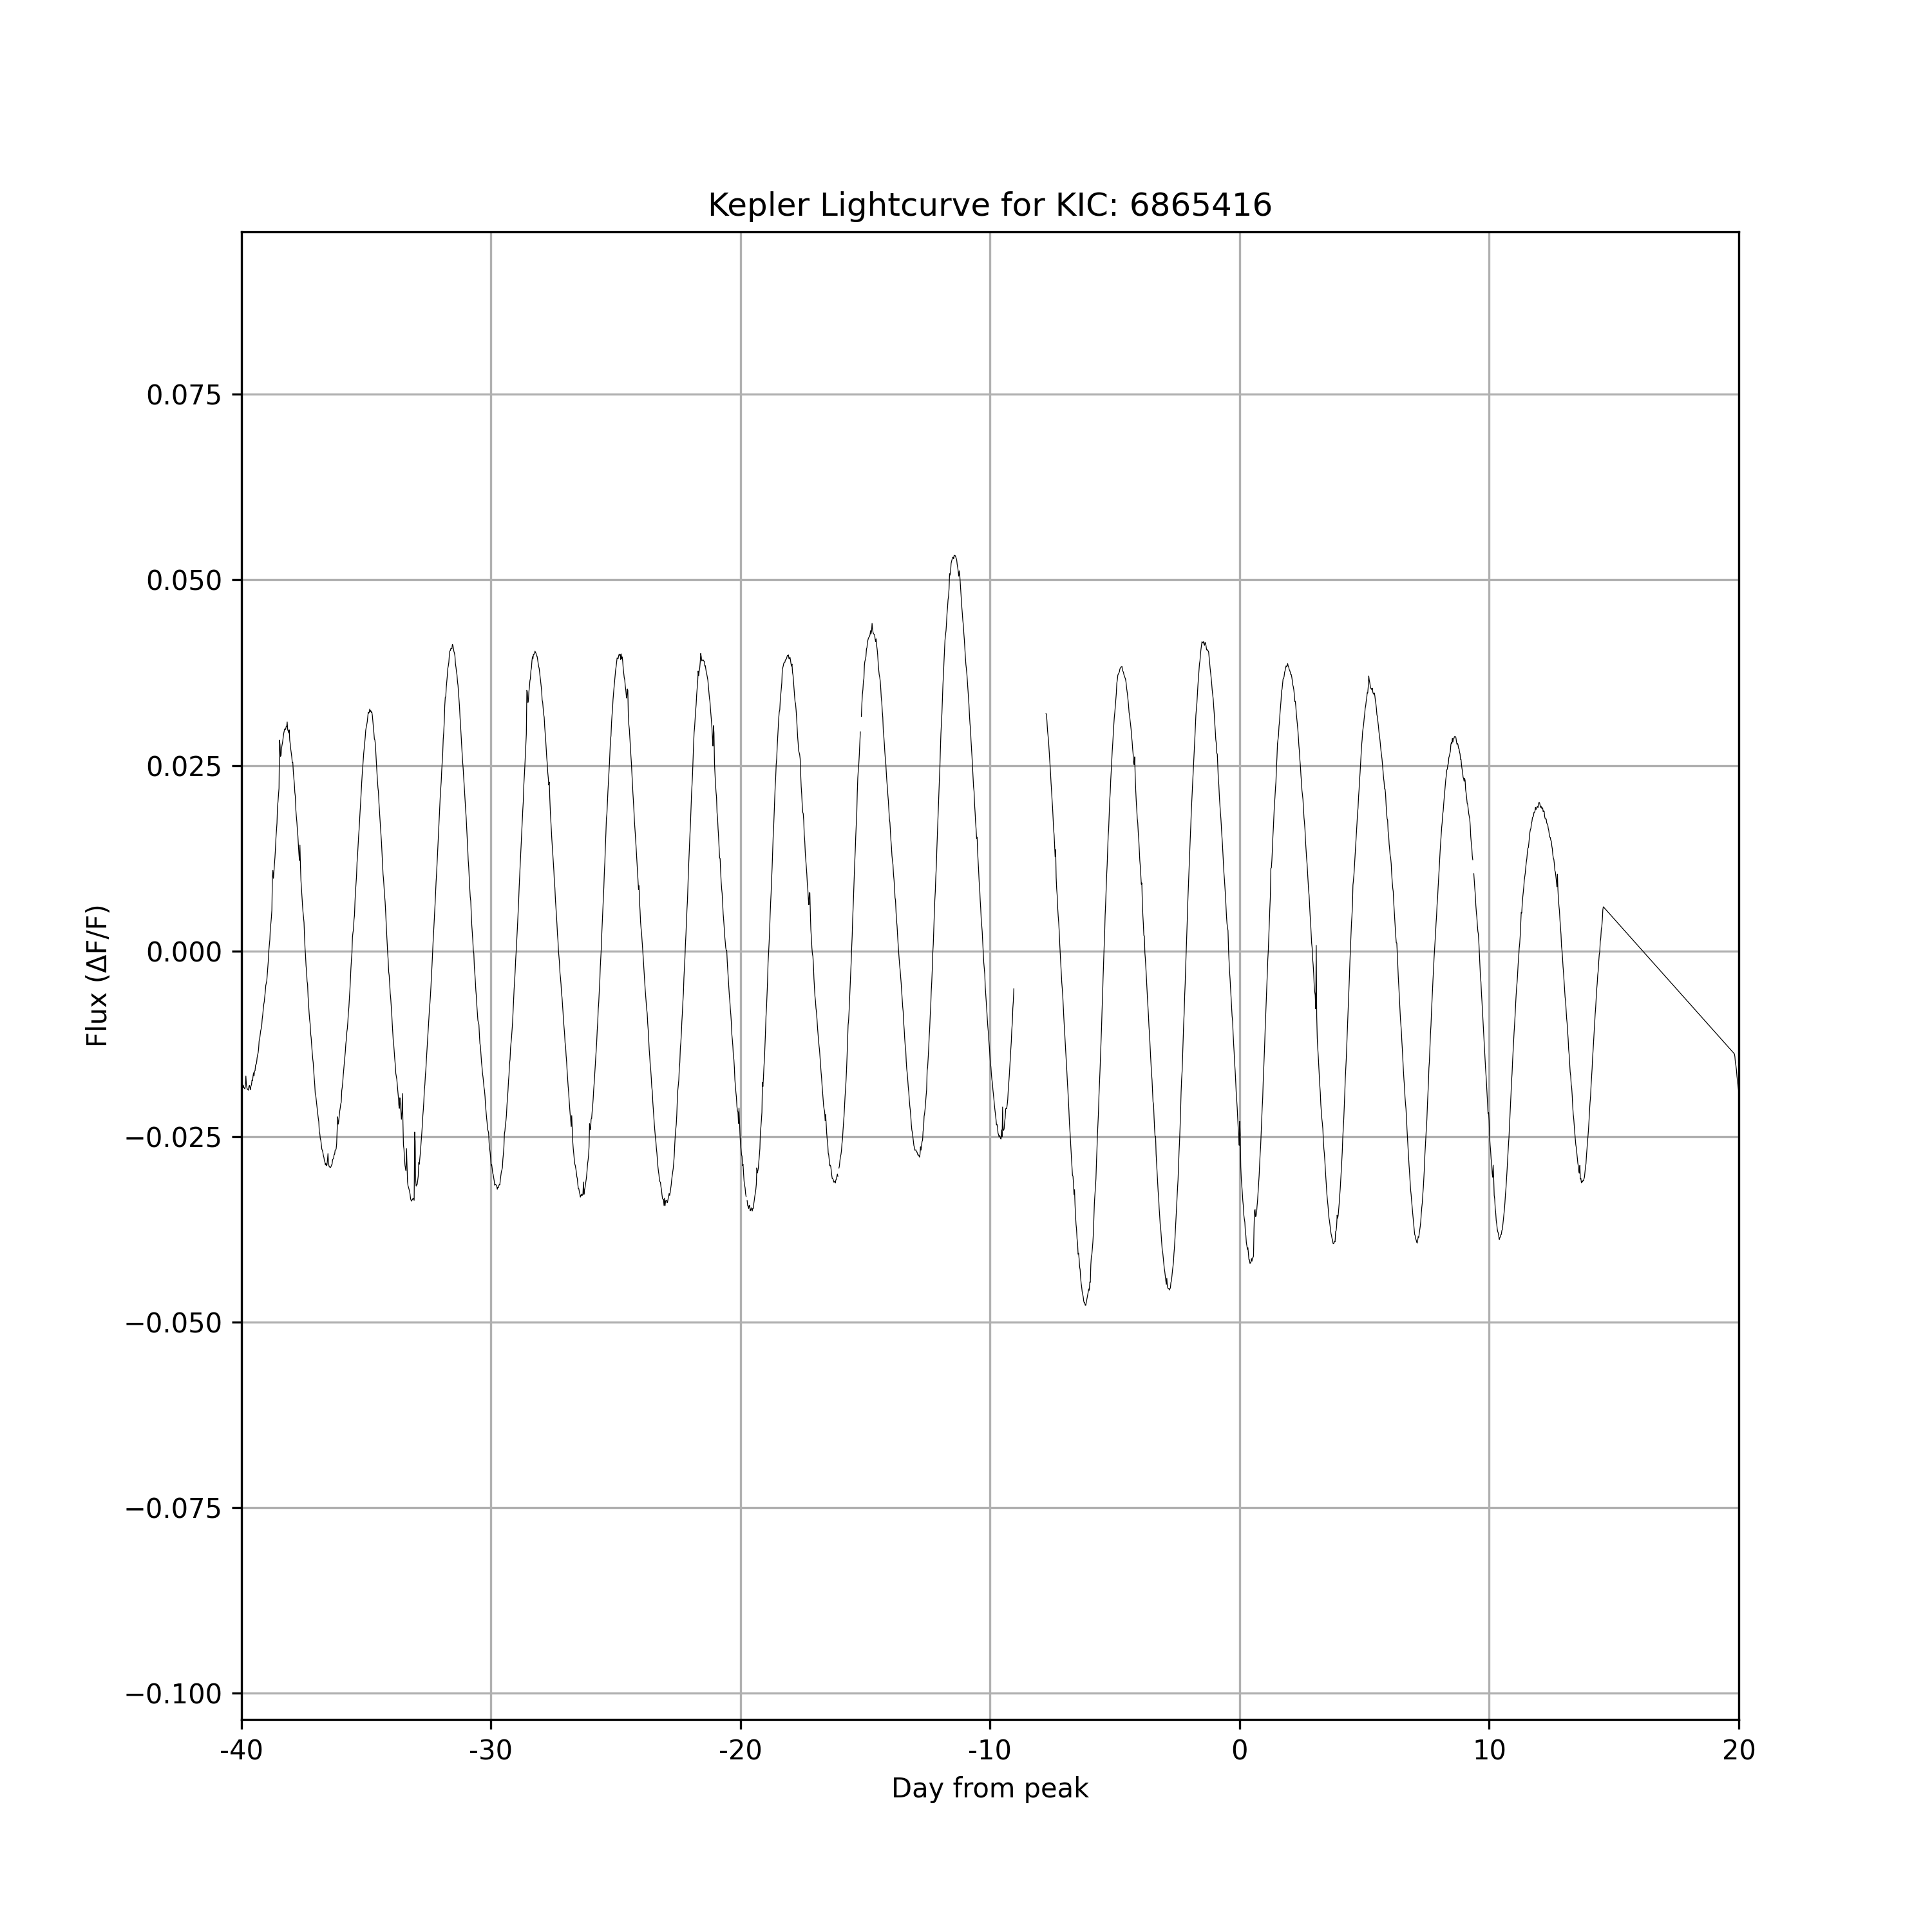 Kepler Lightcurve for KIC: 6865416
Flux (ΔF/F)
0.075
0.050
0.025
0.000
−0.025
−0.050
−0.075
−0.100
-40 -30 -20 -10 0 10 20
Day from peak